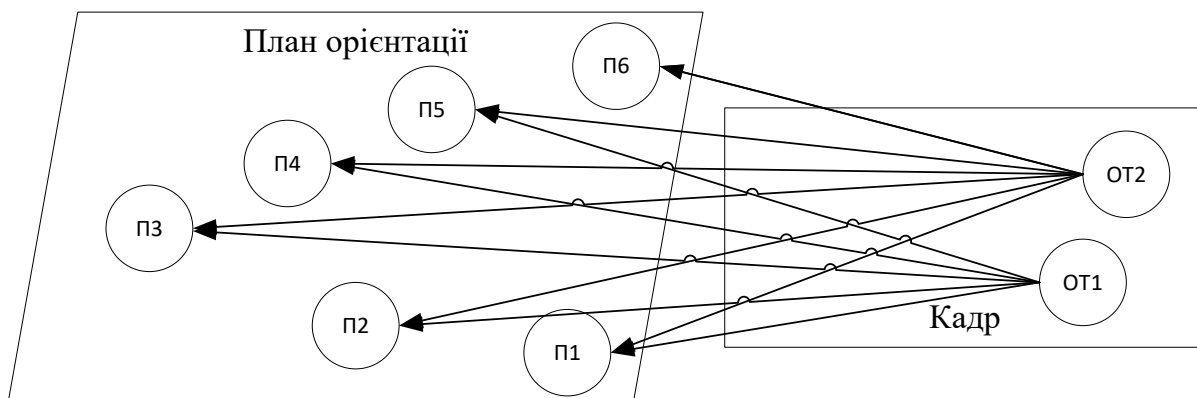 План орієнтації
П6
П5
П4
П3
П2
П1
ОТ2
ОТ1
Кадр